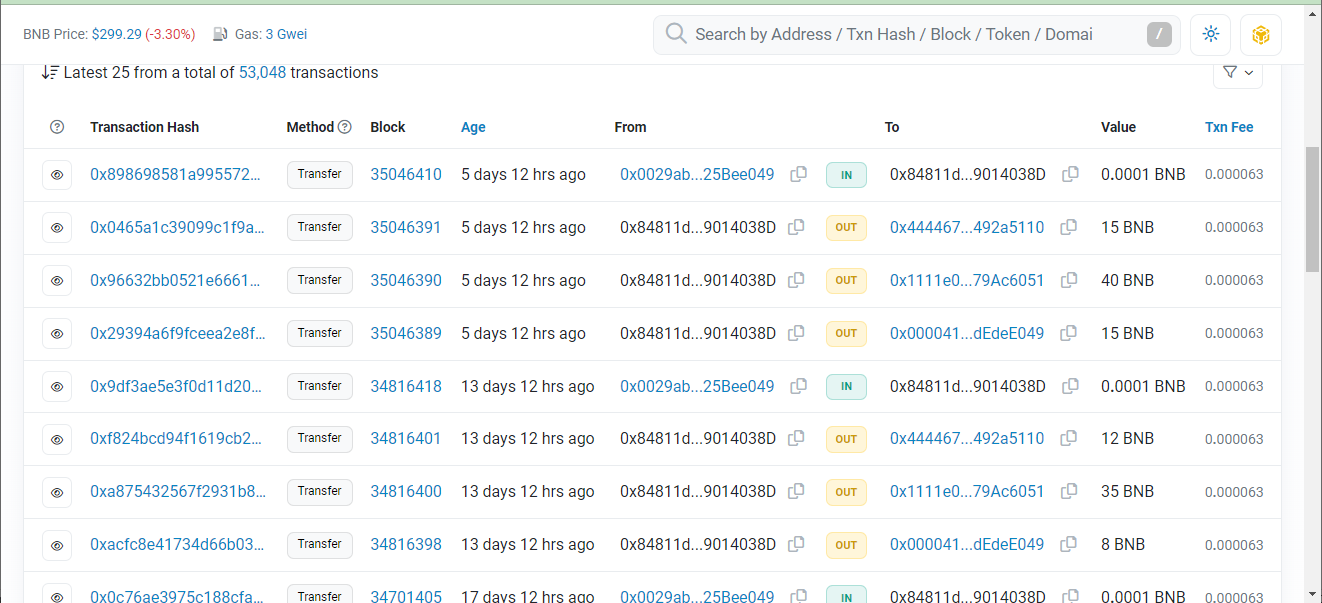 BNB Price: $299.29 (-3.30%) Gas: 3 Gwei Search by Address / Txn Hash / Block / Token / Domai /
Latest 25 from a total of 53,048 transactions
Transaction Hash Method Block Age From To Value Txn Fee
0x898698581a995572... Transfer 35046410 5 days 12 hrs ago 0x0029ab...25Bee049 IN 0x84811d...9014038D 0.0001 BNB 0.000063
0x0465a1c39099c1f9a... Transfer 35046391 5 days 12 hrs ago 0x84811d...9014038D OUT 0x444467...492a5110 15 BNB 0.000063
0x96632bb0521e6661... Transfer 35046390 5 days 12 hrs ago 0x84811d...9014038D OUT 0x1111e0...79Ac6051 40 BNB 0.000063
0x29394a6f9fceea2e8f... Transfer 35046389 5 days 12 hrs ago 0x84811d...9014038D OUT 0x000041...dEdeE049 15 BNB 0.000063
0x9df3ae5e3f0d11d20... Transfer 34816418 13 days 12 hrs ago 0x0029ab...25Bee049 IN 0x84811d...9014038D 0.0001 BNB 0.000063
0xf824bcd94f1619cb2... Transfer 34816401 13 days 12 hrs ago 0x84811d...9014038D OUT 0x444467...492a5110 12 BNB 0.000063
0xa875432567f2931b8... Transfer 34816400 13 days 12 hrs ago 0x84811d...9014038D OUT 0x1111e0...79Ac6051 35 BNB 0.000063
0xacfc8e41734d66b03... Transfer 34816398 13 days 12 hrs ago 0x84811d...9014038D OUT 0x000041...dEdeE049 8 BNB 0.000063
0x0c76ae3975c188cfa... Transfer 34701405 17 days 12 hrs ago 0x0029ab...25Bee049 IN 0x84811d...9014038D 0.0001 BNB 0.000063